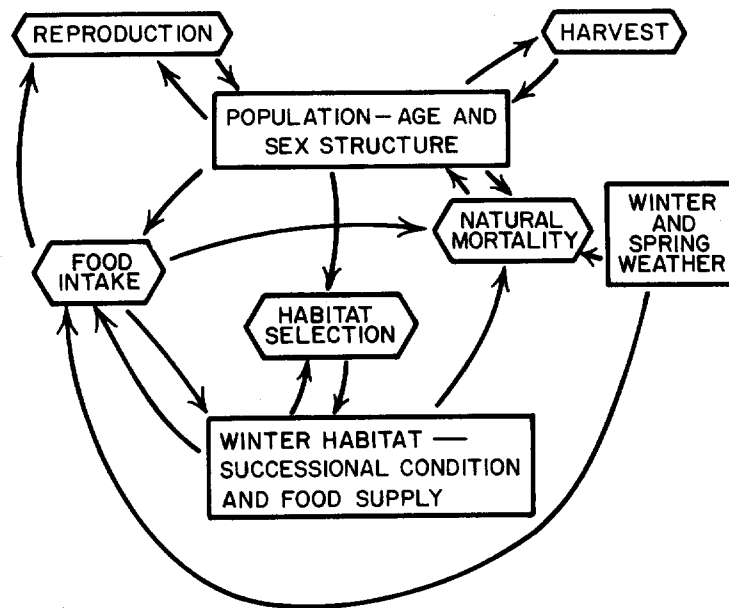 REPRODUCTION
HARVEST
POPULATION — AGE AND
SEX STRUCTURE
NATURAL
MORTALITY
WINTER
AND
SPRING
WEATHER
FOOD
INTAKE
HABITAT
SELECTION
WINTER HABITAT —
SUCCESSIONAL CONDITION
AND FOOD SUPPLY